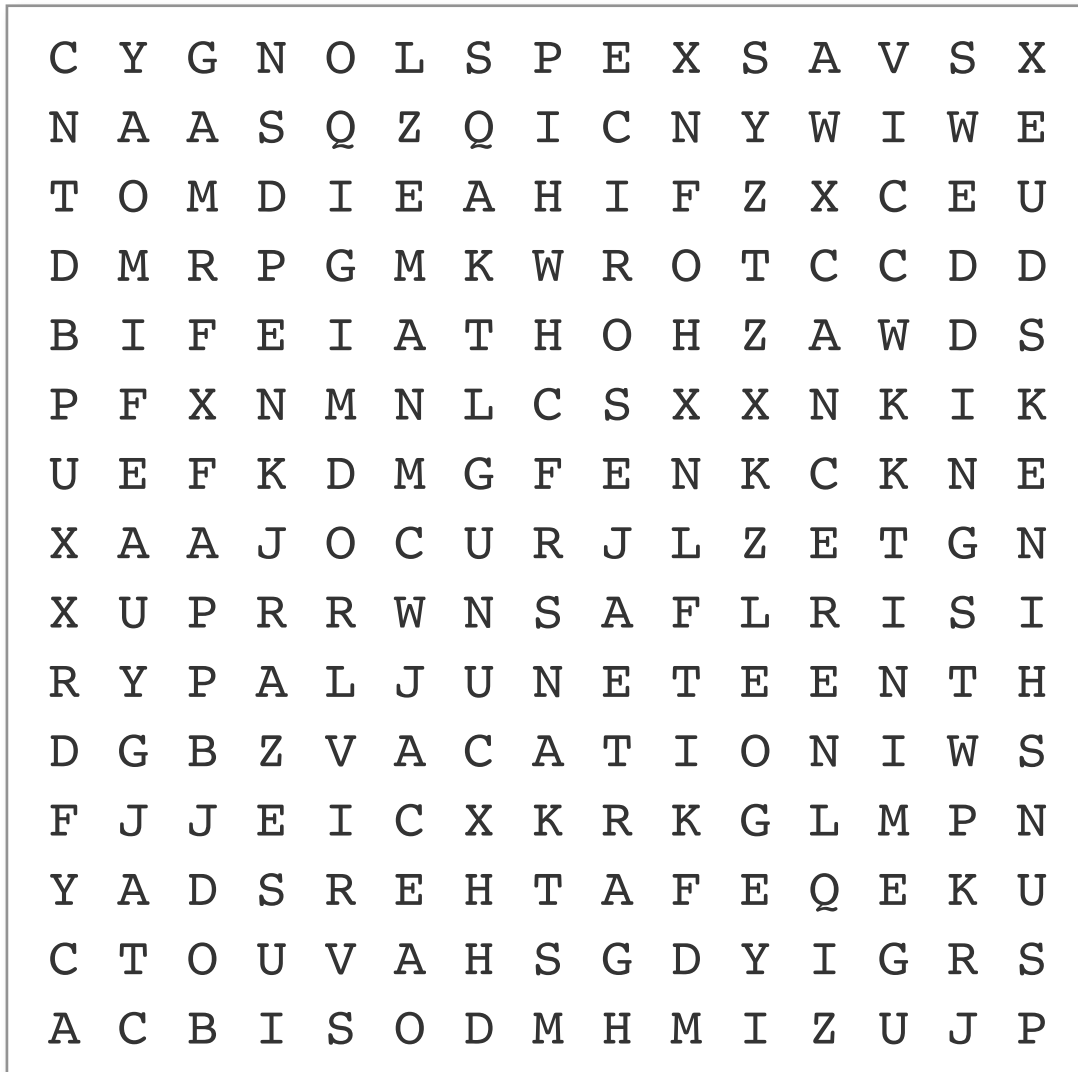 C Y G N O L S P E X S A V S X
N A A S Q Z Q I C N Y W I W E
T O M D I E A H I F Z X C E U
D M R P G M K W R O T C C D D
B I F E I A T H O H Z A W D S
P F X N M N L C S X X N K I K
U E F K D M G F E N K C K N E
X A A J O C U R J L Z E T G N
X U P R R W N S A F L R I S I
R Y P A L J U N E T E E N T H
D G B Z V A C A T I O N I W S
F J J E I C X K R K G L M P N
Y A D S R E H T A F E Q E K U
C T O U V A H S G D Y I G R S
A C B I S O D M H M I Z U J P